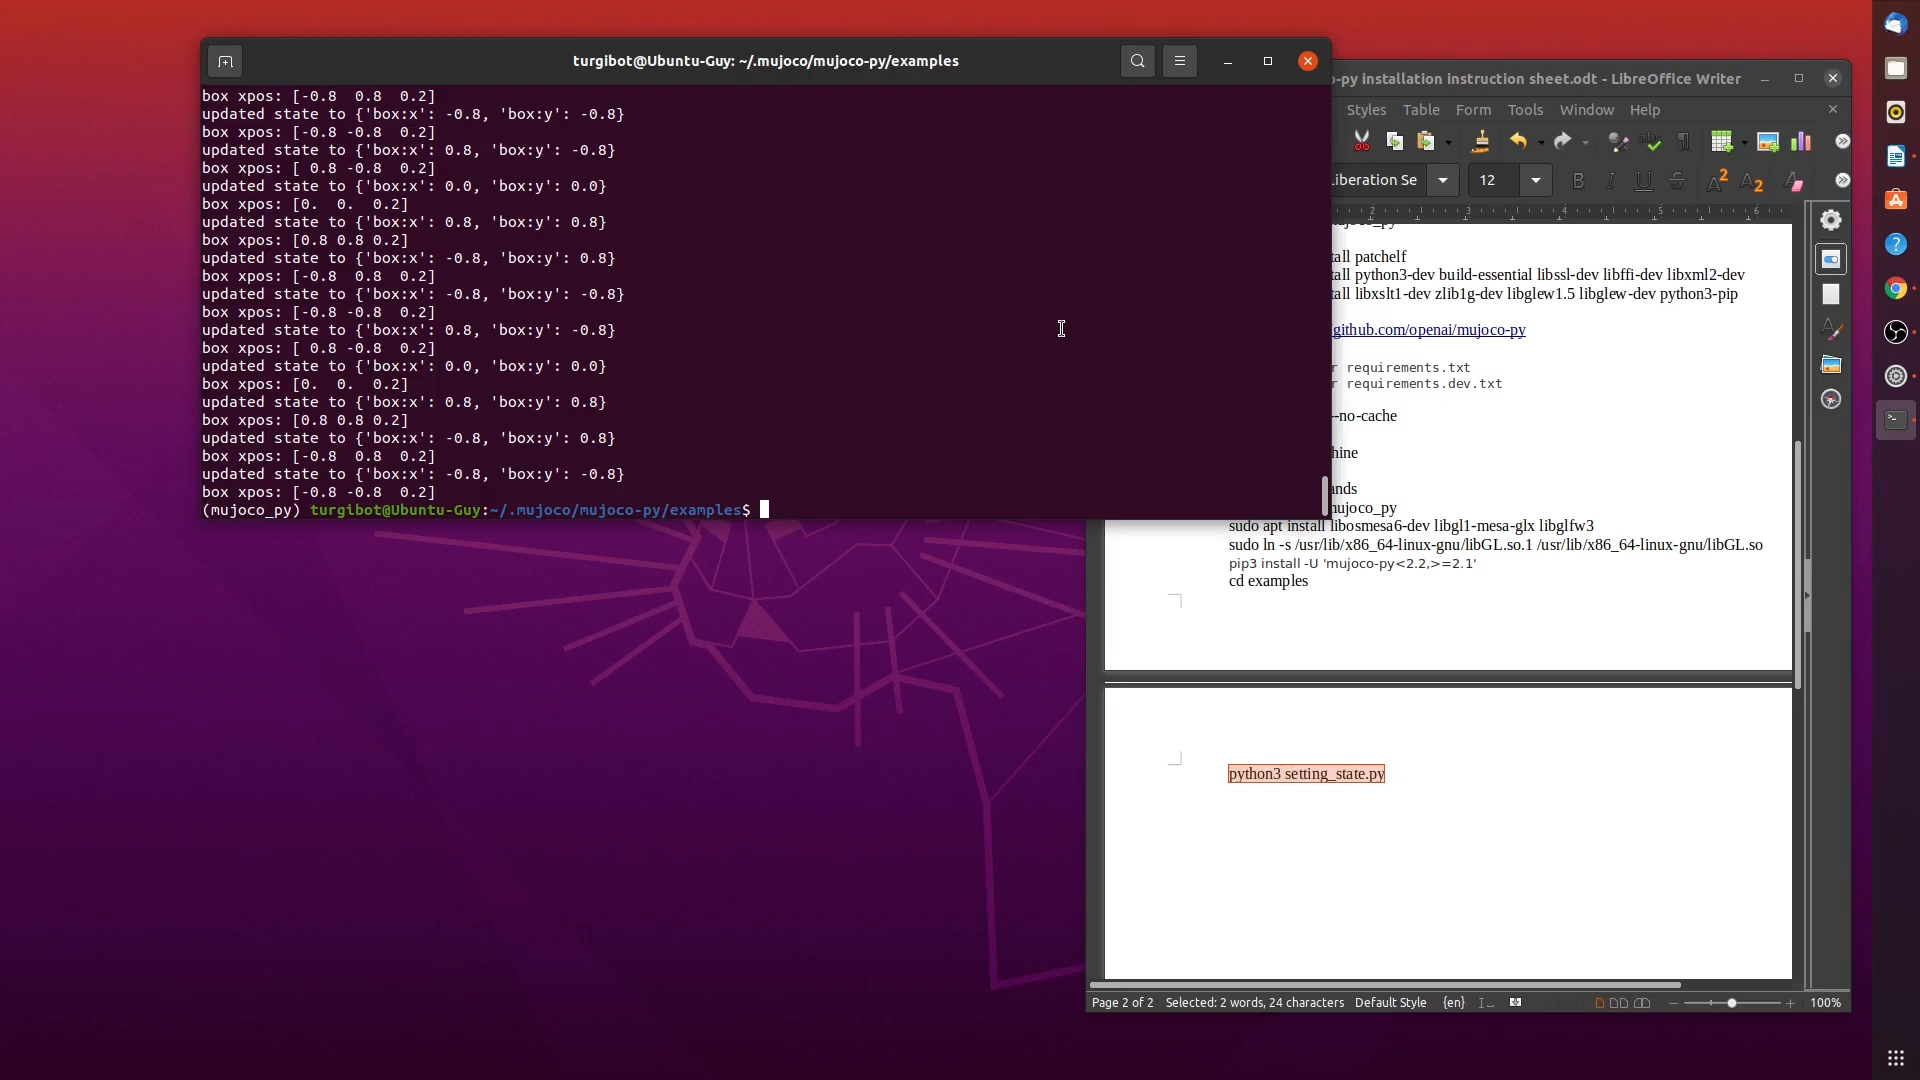 turgibot@Ubuntu-Guy: ~/.mujoco/mujoco-py/examples
box xpos: [-0.8  0.8  0.2]
updated state to {'box:x': -0.8, 'box:y': -0.8}
box xpos: [-0.8 -0.8  0.2]
updated state to {'box:x': 0.8, 'box:y': -0.8}
box xpos: [ 0.8 -0.8  0.2]
updated state to {'box:x': 0.0, 'box:y': 0.0}
box xpos: [0.  0.  0.2]
updated state to {'box:x': 0.8, 'box:y': 0.8}
box xpos: [0.8 0.8 0.2]
updated state to {'box:x': -0.8, 'box:y': 0.8}
box xpos: [-0.8  0.8  0.2]
updated state to {'box:x': -0.8, 'box:y': -0.8}
box xpos: [-0.8 -0.8  0.2]
updated state to {'box:x': 0.8, 'box:y': -0.8}
box xpos: [ 0.8 -0.8  0.2]
updated state to {'box:x': 0.0, 'box:y': 0.0}
box xpos: [0.  0.  0.2]
updated state to {'box:x': 0.8, 'box:y': 0.8}
box xpos: [0.8 0.8 0.2]
updated state to {'box:x': -0.8, 'box:y': 0.8}
box xpos: [-0.8  0.8  0.2]
updated state to {'box:x': -0.8, 'box:y': -0.8}
box xpos: [-0.8 -0.8  0.2]
(mujoco_py) turgibot@Ubuntu-Guy:~/.mujoco/mujoco-py/examples$
-py installation instruction sheet.odt - LibreOffice Writer
Styles Table Form Tools Window Help
iberation Se 12
2 3 4 5 6
tall patchelf
tall python3-dev build-essential libssl-dev libffi-dev libxml2-dev
tall libxslt1-dev zlib1g-dev libglew1.5 libglew-dev python3-pip
github.com/openai/mujoco-py
r requirements.txt
r requirements.dev.txt
--no-cache
hine
ands
mujoco_py
sudo apt install libosmesa6-dev libgl1-mesa-glx libglfw3
sudo ln -s /usr/lib/x86_64-linux-gnu/libGL.so.1 /usr/lib/x86_64-linux-gnu/libGL.so
pip3 install -U 'mujoco-py<2.2,>=2.1'
cd examples
python3 setting_state.py
Page 2 of 2 Selected: 2 words, 24 characters Default Style {en} 100%